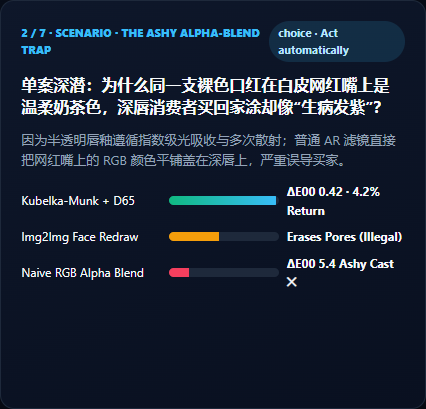 2 / 7 · SCENARIO · THE ASHY ALPHA-BLEND
TRAP
choice · Act
automatically
单案深潜：为什么同一支裸色口红在白皮网红嘴上是
温柔奶茶色，深唇消费者买回家涂却像“生病发紫”？
因为半透明唇釉遵循指数级光吸收与多次散射；普通 AR 滤镜直接
把网红嘴上的 RGB 颜色平铺盖在深唇上，严重误导买家。
Kubelka-Munk + D65
ΔE00 0.42 · 4.2%
Return
Img2Img Face Redraw
Erases Pores (Illegal)
Naive RGB Alpha Blend
ΔE00 5.4 Ashy Cast
✕